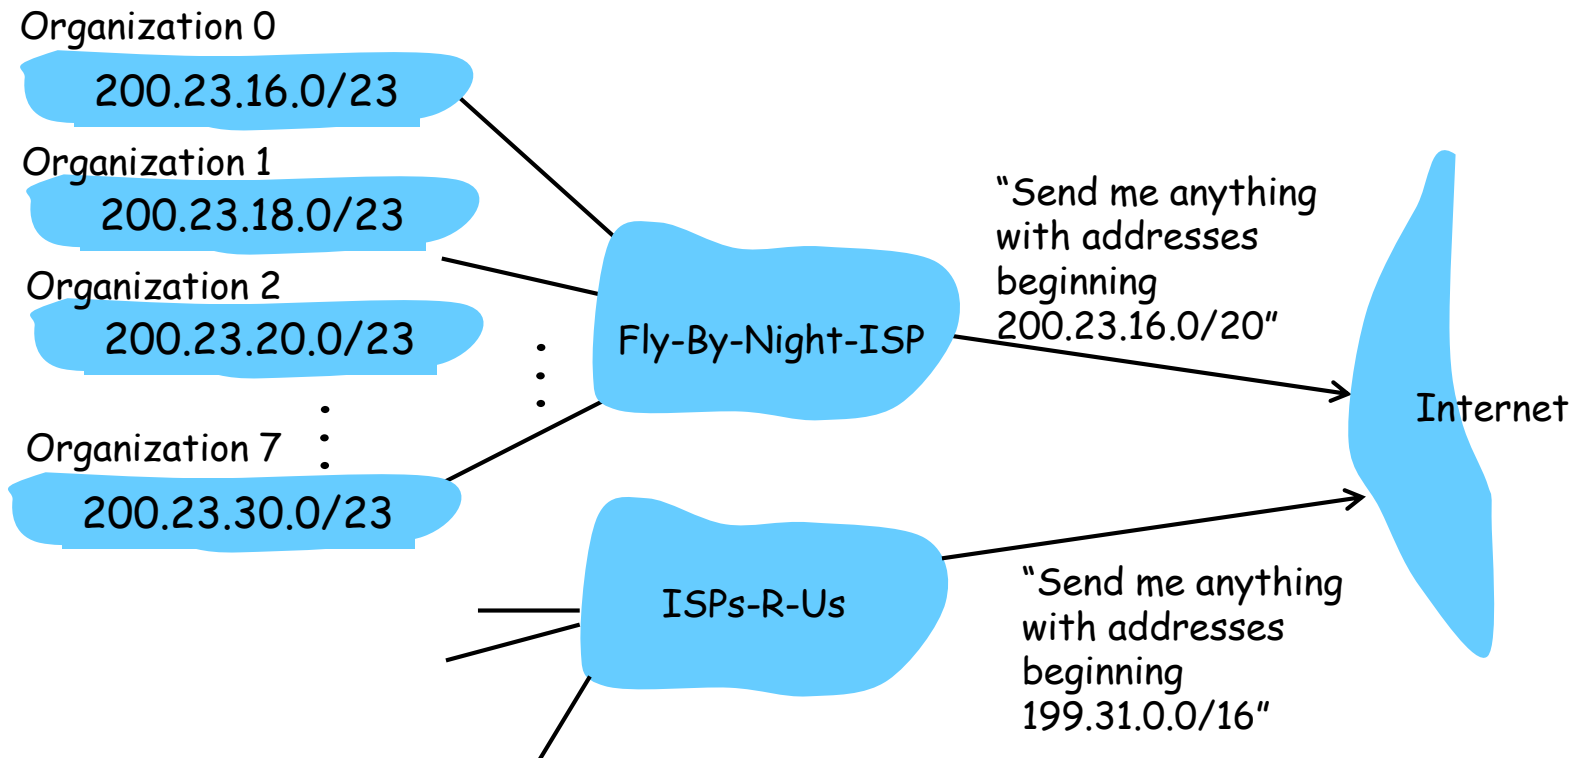 Organization 0
200.23.16.0/23
Organization 1
200.23.18.0/23
Organization 2
200.23.20.0/23
Organization 7
200.23.30.0/23
Fly-By-Night-ISP
“Send me anything
with addresses
beginning
200.23.16.0/20”
Internet
ISPs-R-Us
“Send me anything
with addresses
beginning
199.31.0.0/16”